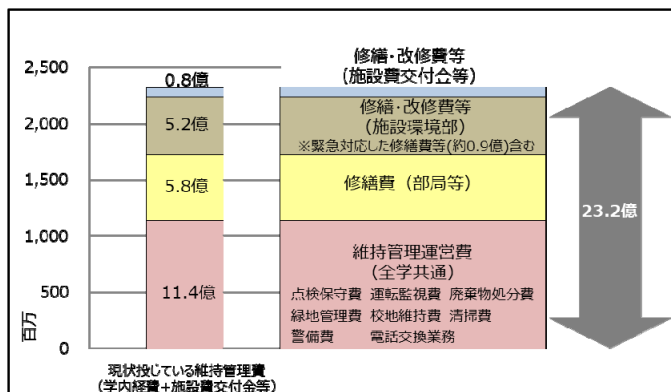 修繕・改修費等
(施設費交付金等)
2,500
0.8億
修繕・改修費等
(施設環境部)
※緊急対応した修繕費等(約0.9億)含む
2,000
5.2億
1,500
5.8億
修繕費(部局等)
23.2億
1,000
維持管理運営費
(全学共通)
500
11.4億
点検保守費 運転監視費 廃棄物処分費
緑地管理費 校地維持費 清掃費
警備費 電話交換業務
0
百万
現状投じている維持管理費
(学内経費+施設費交付金等)